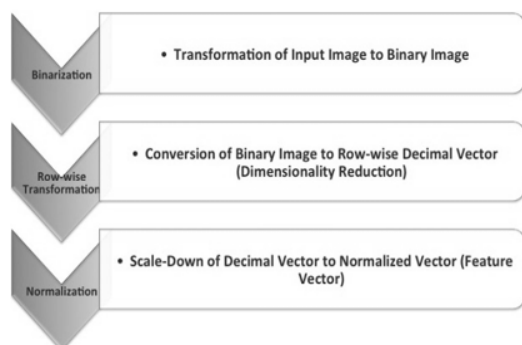 Binarization
• Transformation of Input Image to Binary Image
Row-wise
Transformation
• Conversion of Binary Image to Row-wise Decimal Vector
(Dimensionality Reduction)
Normalization
• Scale-Down of Decimal Vector to Normalized Vector (Feature
Vector)